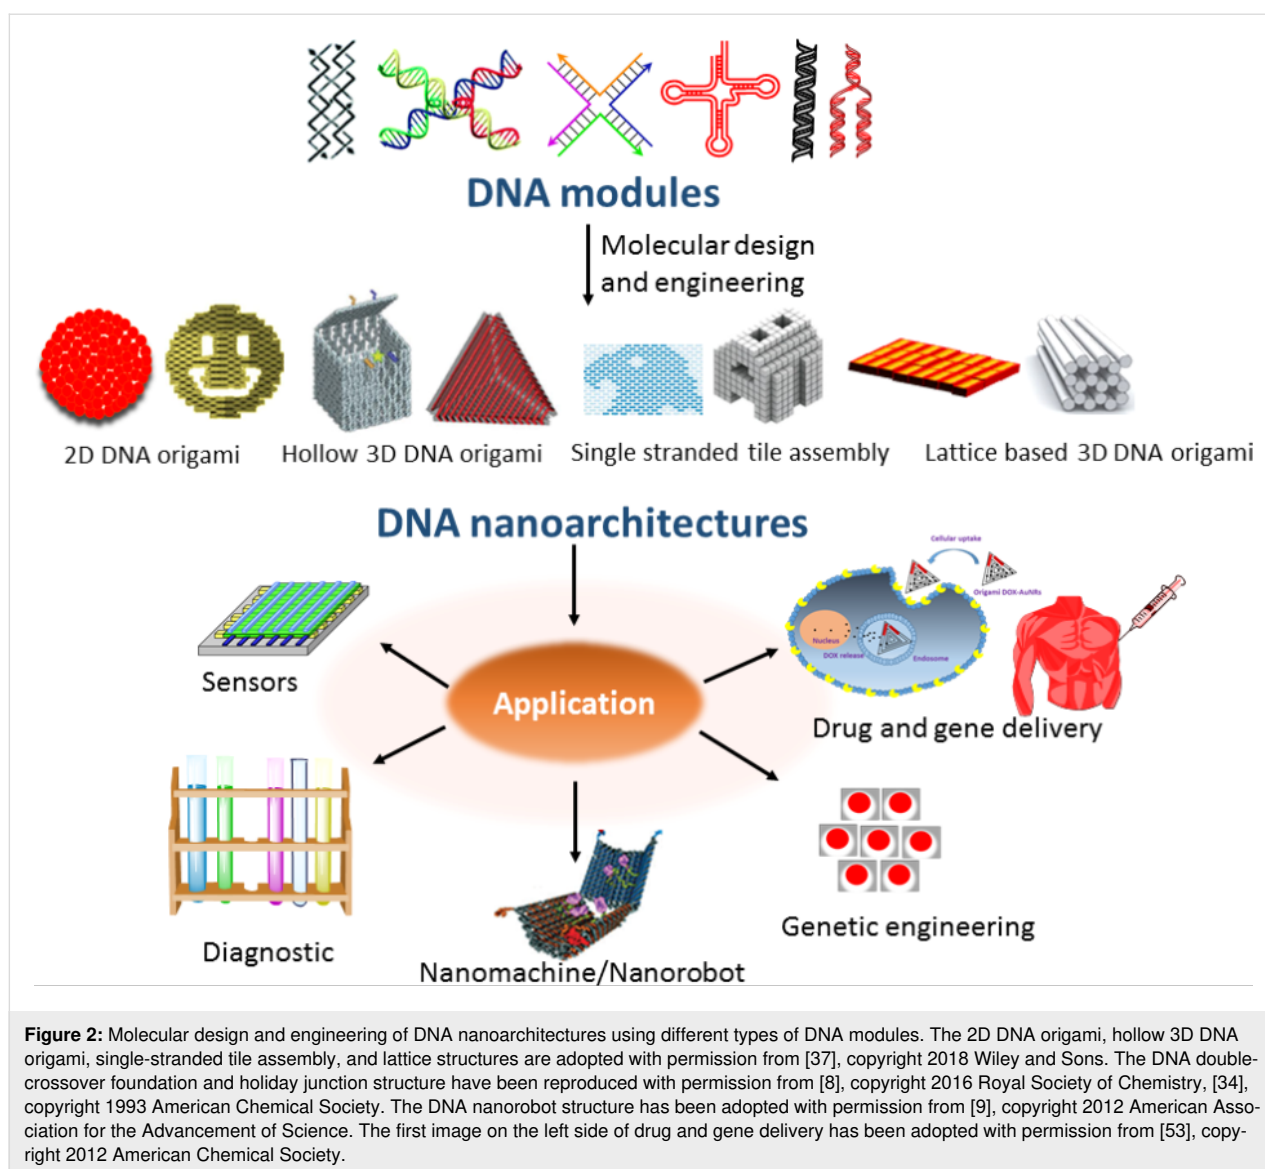 DNA modules
Molecular design
and engineering
2D DNA origami
Hollow 3D DNA origami
Single stranded tile assembly
Lattice based 3D DNA origami
DNA nanoarchitectures
Cellular uptake
Origami DOX-AuNRs
Nucleus
DOX release
Endosome
Sensors
Application
Drug and gene delivery
Diagnostic
Genetic engineering
Nanomachine/Nanorobot
Figure 2: Molecular design and engineering of DNA nanoarchitectures using different types of DNA modules. The 2D DNA origami, hollow 3D DNA
origami, single-stranded tile assembly, and lattice structures are adopted with permission from [37], copyright 2018 Wiley and Sons. The DNA double-
crossover foundation and holiday junction structure have been reproduced with permission from [8], copyright 2016 Royal Society of Chemistry, [34],
copyright 1993 American Chemical Society. The DNA nanorobot structure has been adopted with permission from [9], copyright 2012 American Asso-
ciation for the Advancement of Science. The first image on the left side of drug and gene delivery has been adopted with permission from [53], copy-
right 2012 American Chemical Society.